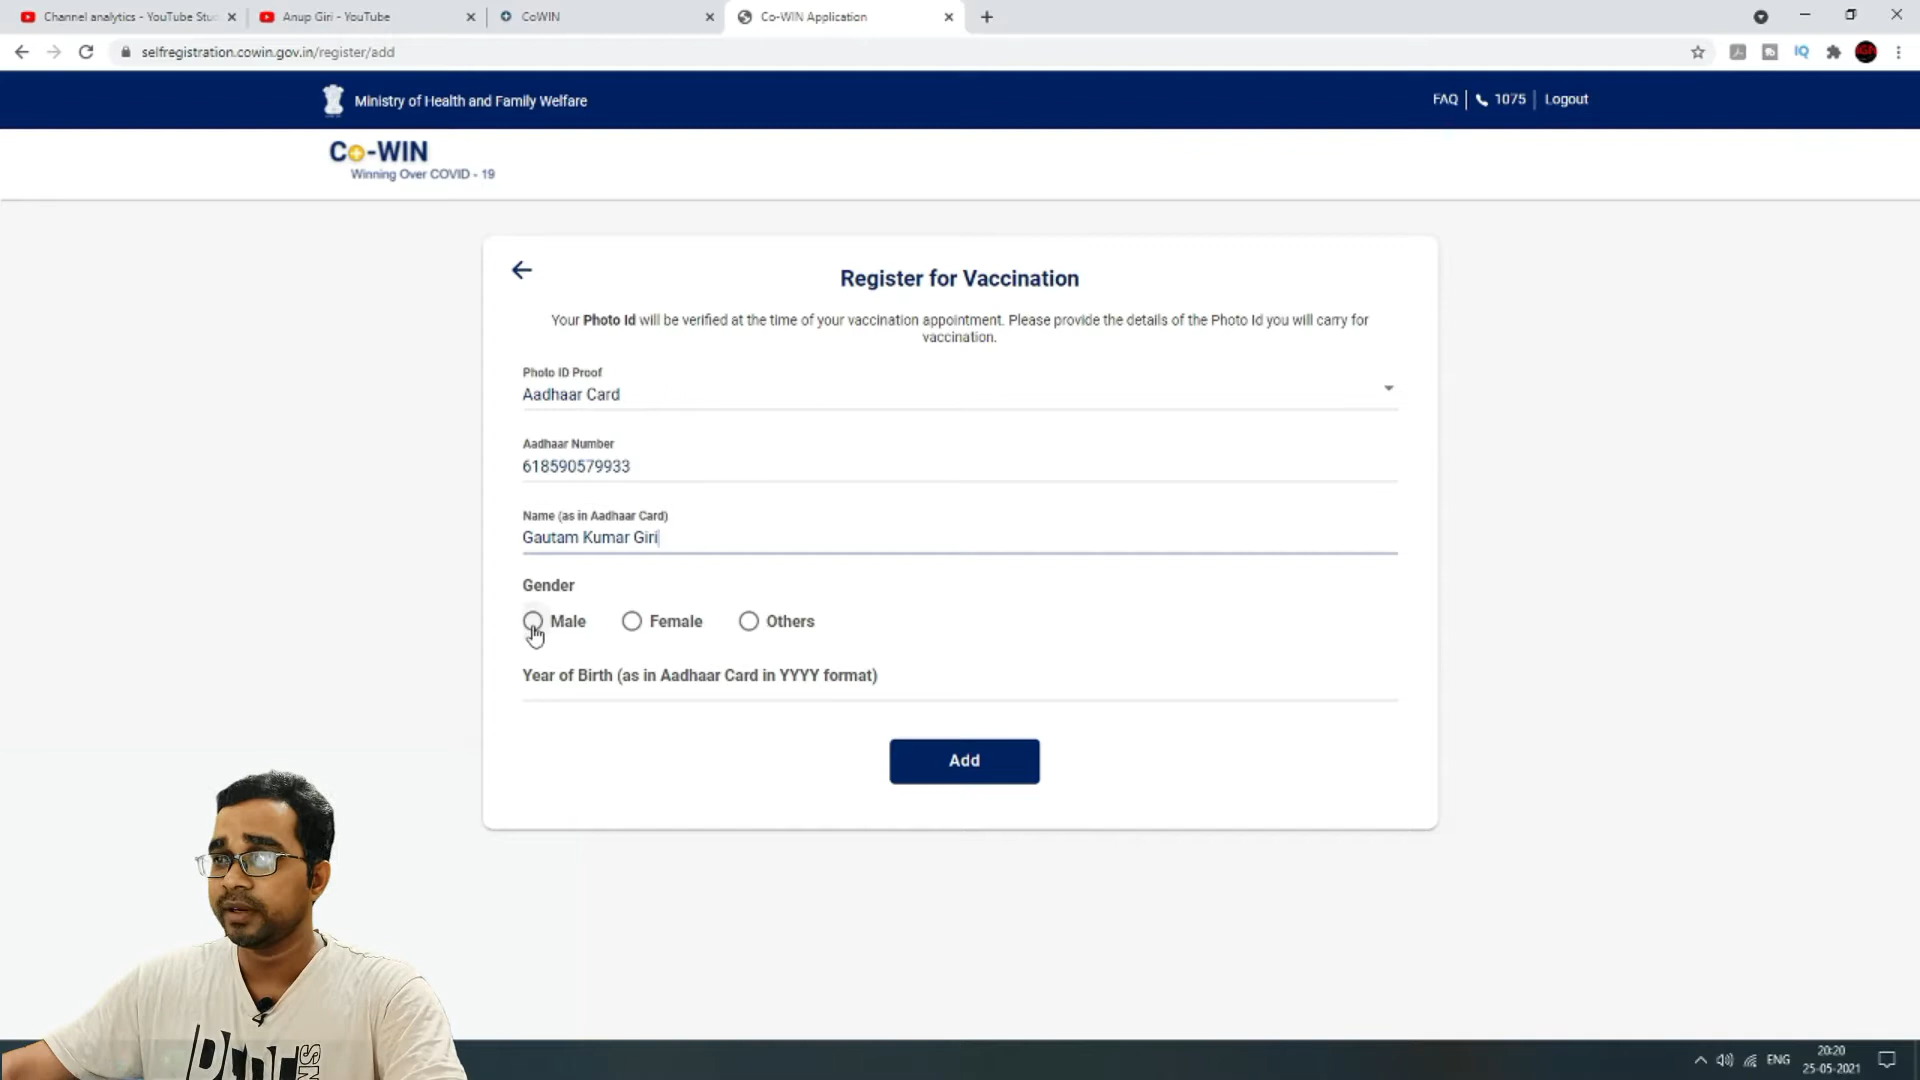 Channel analytics - YouTube Stu
Anup Giri - YouTube
CoWIN
Co-WIN Application
selfregistration.cowin.gov.in/register/add
IQ
Ministry of Health and Family Welfare
FAQ
1075
Logout
Co-WIN
Winning Over COVID - 19
Register for Vaccination
Your Photo Id will be verified at the time of your vaccination appointment. Please provide the details of the Photo Id you will carry for
vaccination.
Photo ID Proof
Aadhaar Card
Aadhaar Number
618590579933
Name (as in Aadhaar Card)
Gautam Kumar Giri
Gender
Male
Female
Others
Year of Birth (as in Aadhaar Card in YYYY format)
Add
ENG
20:20
25-05-2021